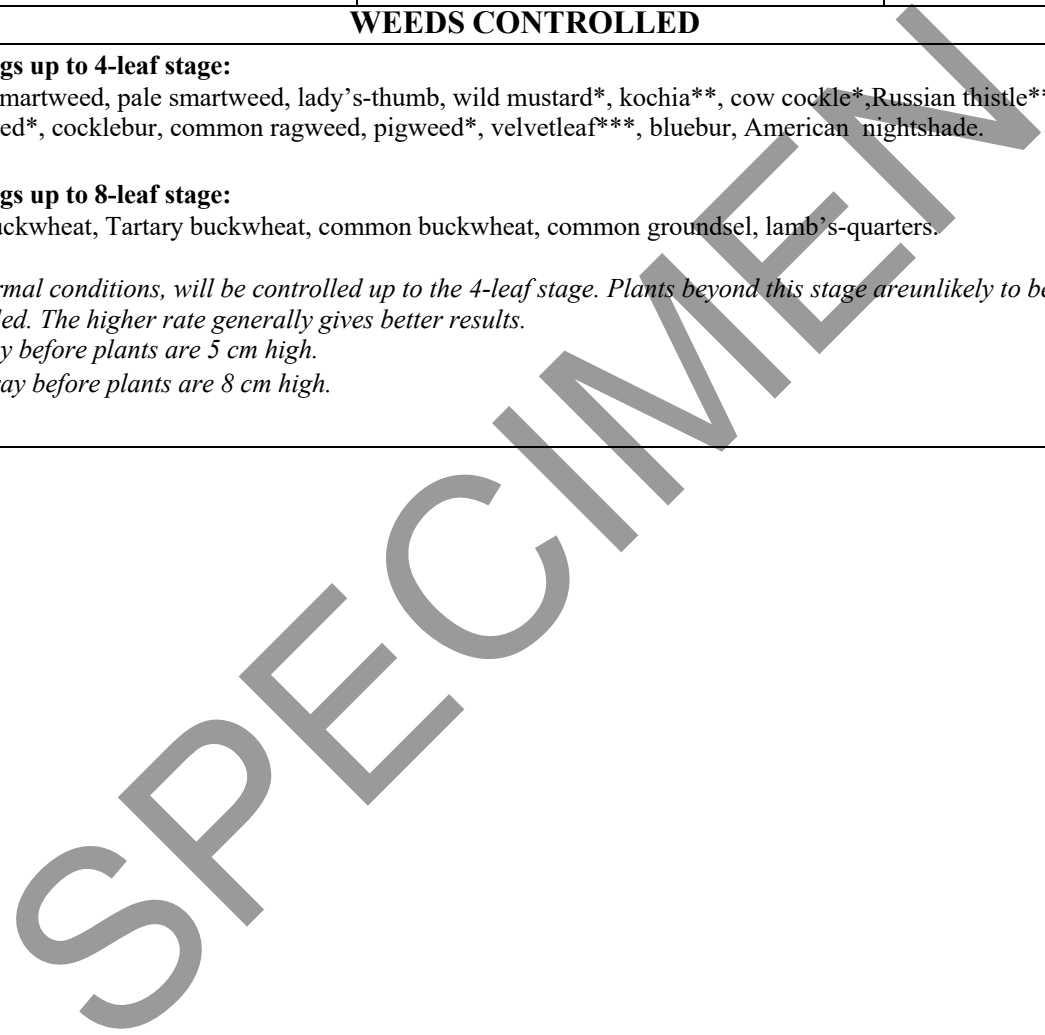 WEEDS CONTROLLED
gs up to 4-leaf stage:
martweed, pale smartweed, lady's-thumb, wild mustard*, kochia**, cow cockle*,Russian thistle**
ed*, cocklebur, common ragweed, pigweed*, velvetleaf***, bluebur, American nightshade.
gs up to 8-leaf stage:
uckwheat, Tartary buckwheat, common buckwheat, common groundsel, lamb's-quarters.
rmal conditions, will be controlled up to the 4-leaf stage. Plants beyond this stage areunlikely to be
led. The higher rate generally gives better results.
y before plants are 5 cm high.
ay before plants are 8 cm high.
SPECIMEN